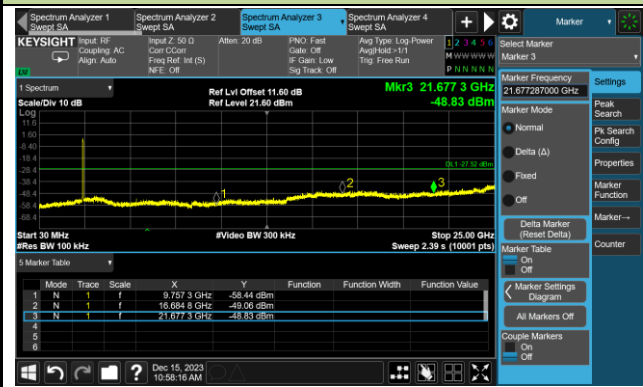 Spectrum Analyzer 1
Swept SA
Spectrum Analyzer 2
Swept SA
Spectrum Analyzer 3
Swept SA
Spectrum Analyzer 4
Swept SA
Marker
KEYSIGHT
Input: RF
Coupling: AC
Align: Auto
Input Z: 50 Ω
Corr CCorr
Freq Ref: Int (S)
NFE: Off
Atten: 20 dB
PNO: Fast
Gate: Off
IF Gain: Low
Sig Track: Off
Avg Type: Log-Power
Avg|Hold:>1/1
Trig: Free Run
1 2 3 4 5 6
M W W W W W
P N N N N N
LVI
Select Marker
Marker 3
1 Spectrum
Scale/Div 10 dB
Ref Lvl Offset 11.60 dB
Ref Level 21.60 dBm
Mkr3 21.677 3 GHz
-48.83 dBm
Log
11.6
1.60
-8.40
-18.4
-28.4
-38.4
-48.4
-58.4
-68.4
DL1 -27.52 dBm
1
2
3
Start 30 MHz
#Video BW 300 kHz
Stop 25.00 GHz
#Res BW 100 kHz
Sweep 2.39 s (10001 pts)
5 Marker Table
Mode Trace Scale X Y Function Function Width Function Value
1 N 1 f 9.757 3 GHz -58.44 dBm
2 N 1 f 16.684 8 GHz -49.06 dBm
3 N 1 f 21.677 3 GHz -48.83 dBm
4
5
6
Marker Frequency
21.677287000 GHz
Marker Mode
Normal
Delta (Δ)
Fixed
Off
Delta Marker
(Reset Delta)
Marker Table
On
Off
Marker Settings
Diagram
All Markers Off
Couple Markers
On
Off
Settings
Peak
Search
Pk Search
Config
Properties
Marker
Function
Marker→
Counter
Dec 15, 2023
10:58:16 AM